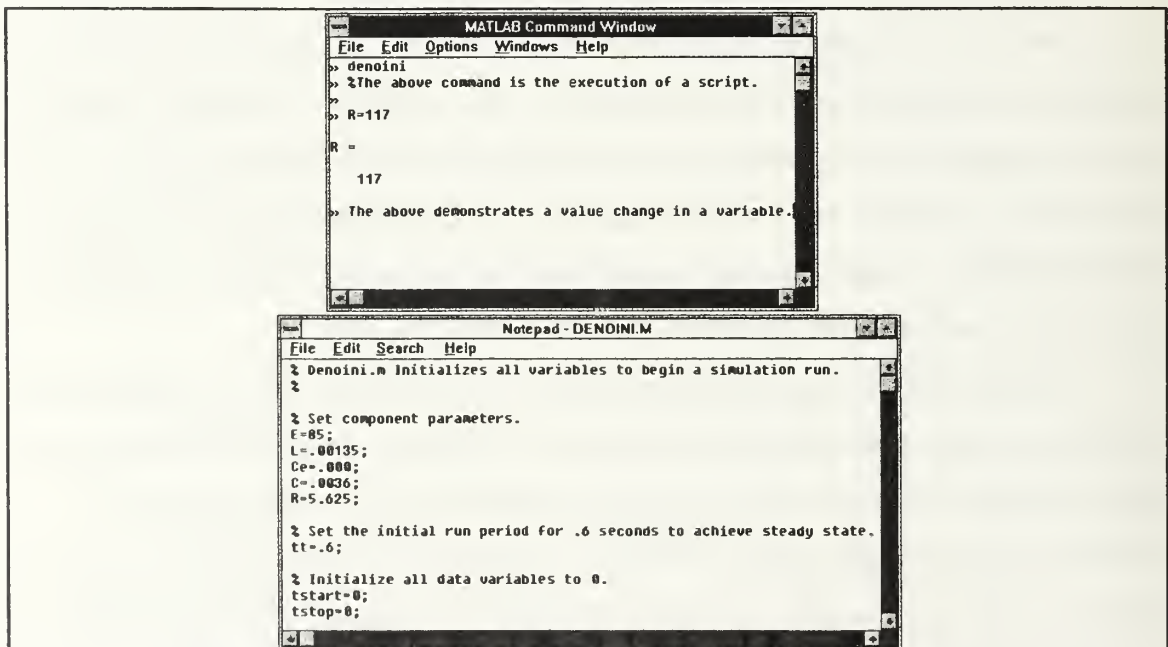 MATLAB Command Window
File Edit Options Windows Help
» denoini
» %The above command is the execution of a script.
»
» R=117
R =
117
» The above demonstrates a value change in a variable.
Notepad - DENOINI.M
File Edit Search Help
% Denoini.m Initializes all variables to begin a simulation run.
%
% Set component parameters.
E=85;
L=.00135;
Ce=.000;
C=.0036;
R=5.625;
% Set the initial run period for .6 seconds to achieve steady state.
tt=.6;
% Initialize all data variables to 0.
tstart=0;
tstop=0;